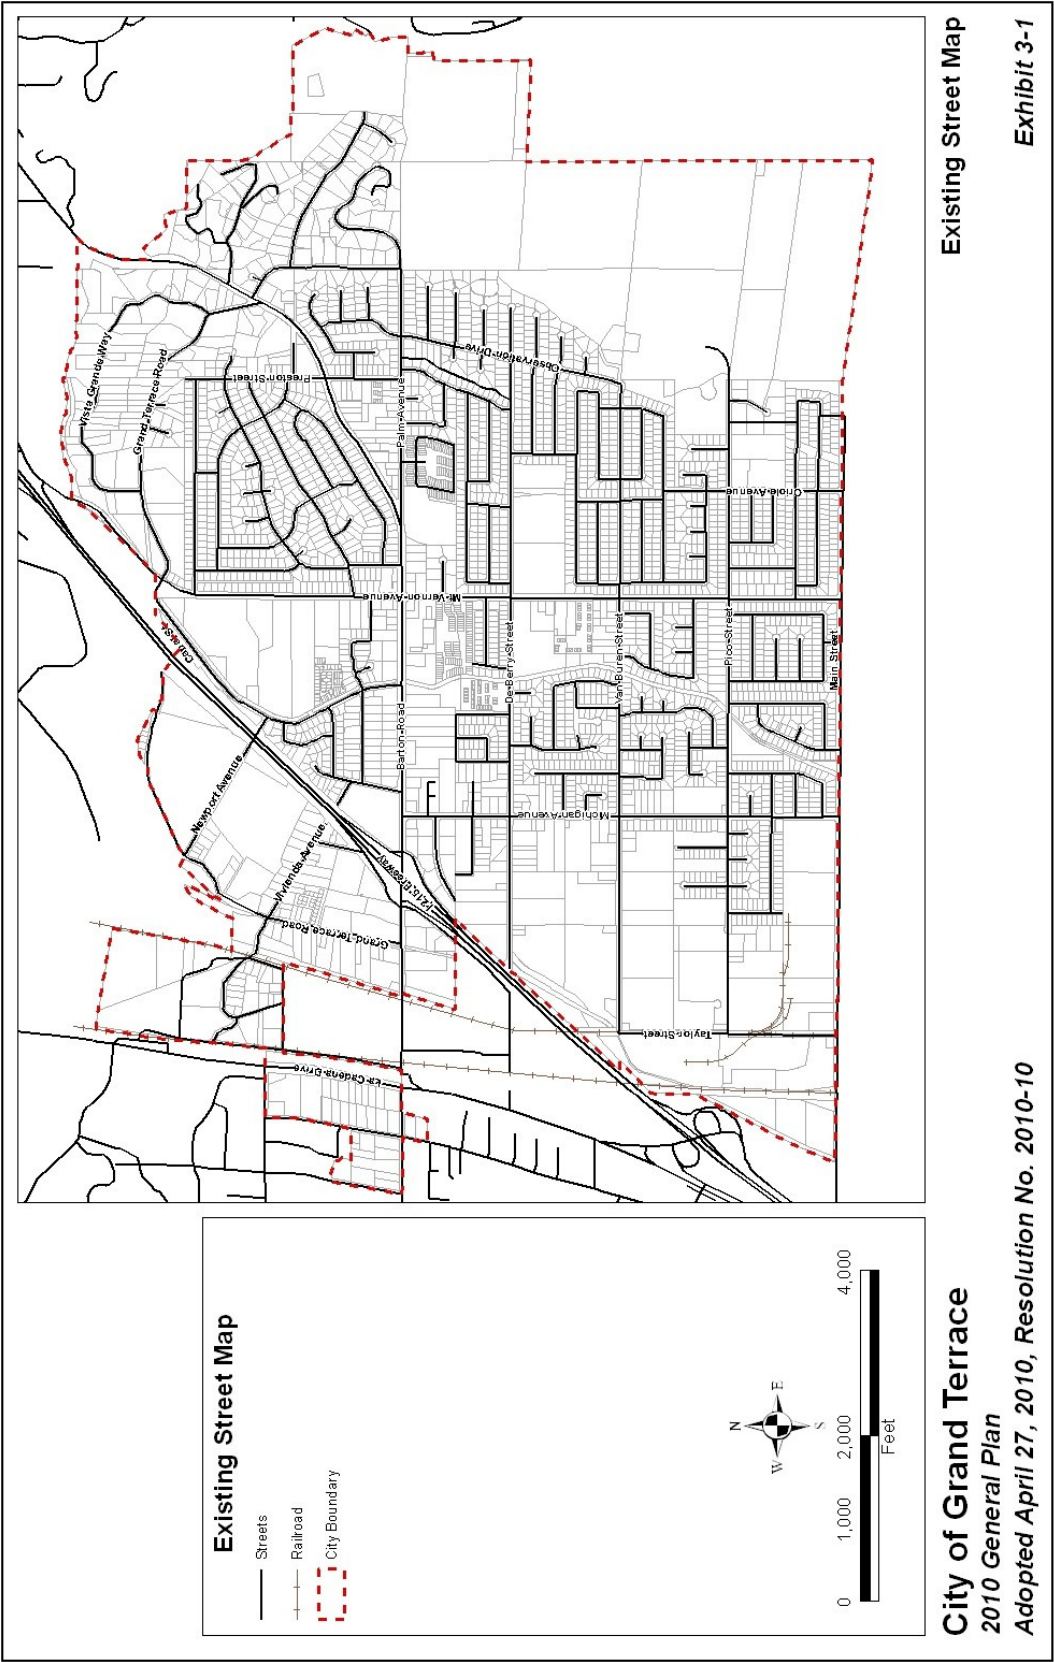 Vista Grande Way
Grand Terrace Road
Preston Street
Observation Drive
Palm Avenue
Oriole Avenue
Canal St
Mt. Vernon Avenue
De Berry Street
Van Buren Street
Pico Street
Main Street
Barton Road
Newport Avenue
Michigan Avenue
Vivienda Avenue
I-215 Freeway
Grand Terrace Road
Taylor Street
La Cadena Drive
Existing Street Map
Streets
Railroad
City Boundary
N
W
E
S
0
1,000
2,000
4,000
Feet
City of Grand Terrace
2010 General Plan
Adopted April 27, 2010, Resolution No. 2010-10
Existing Street Map
Exhibit 3-1